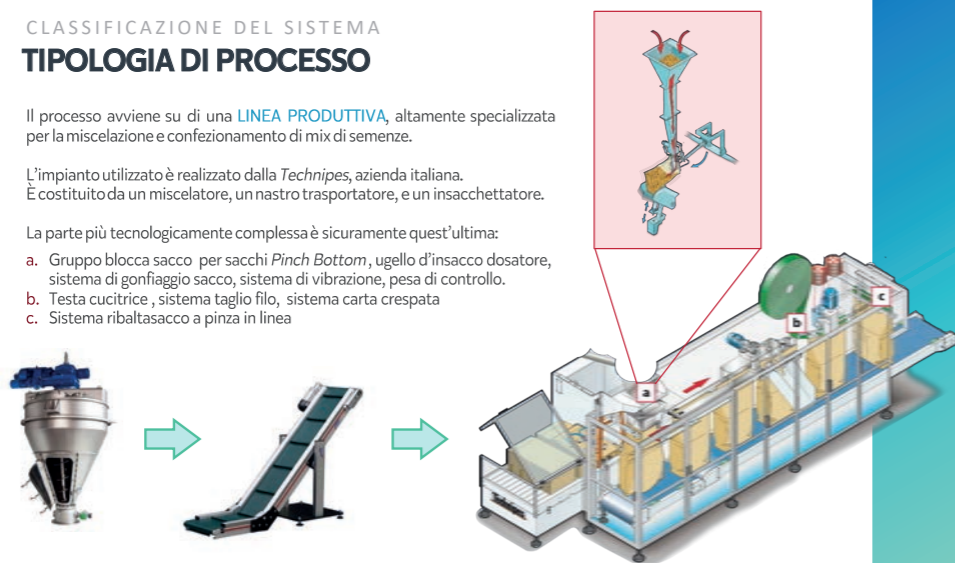 CLASSIFICAZIONE DEL SISTEMA
TIPOLOGIA DI PROCESSO
Il processo avviene su di una LINEA PRODUTTIVA, altamente specializzata
per la miscelazione e confezionamento di mix di semenze.
L'impianto utilizzato è realizzato dalla Technipes, azienda italiana.
È costituito da un miscelatore, un nastro trasportatore, e un insacchettatore.
La parte più tecnologicamente complessa è sicuramente quest'ultima:
a. Gruppo blocca sacco per sacchi Pinch Bottom, ugello d'insacco dosatore,
sistema di gonfiaggio sacco, sistema di vibrazione, pesa di controllo.
b. Testa cucitrice, sistema taglio filo, sistema carta crespata
c. Sistema ribaltasacco a pinza in linea
c
b
a